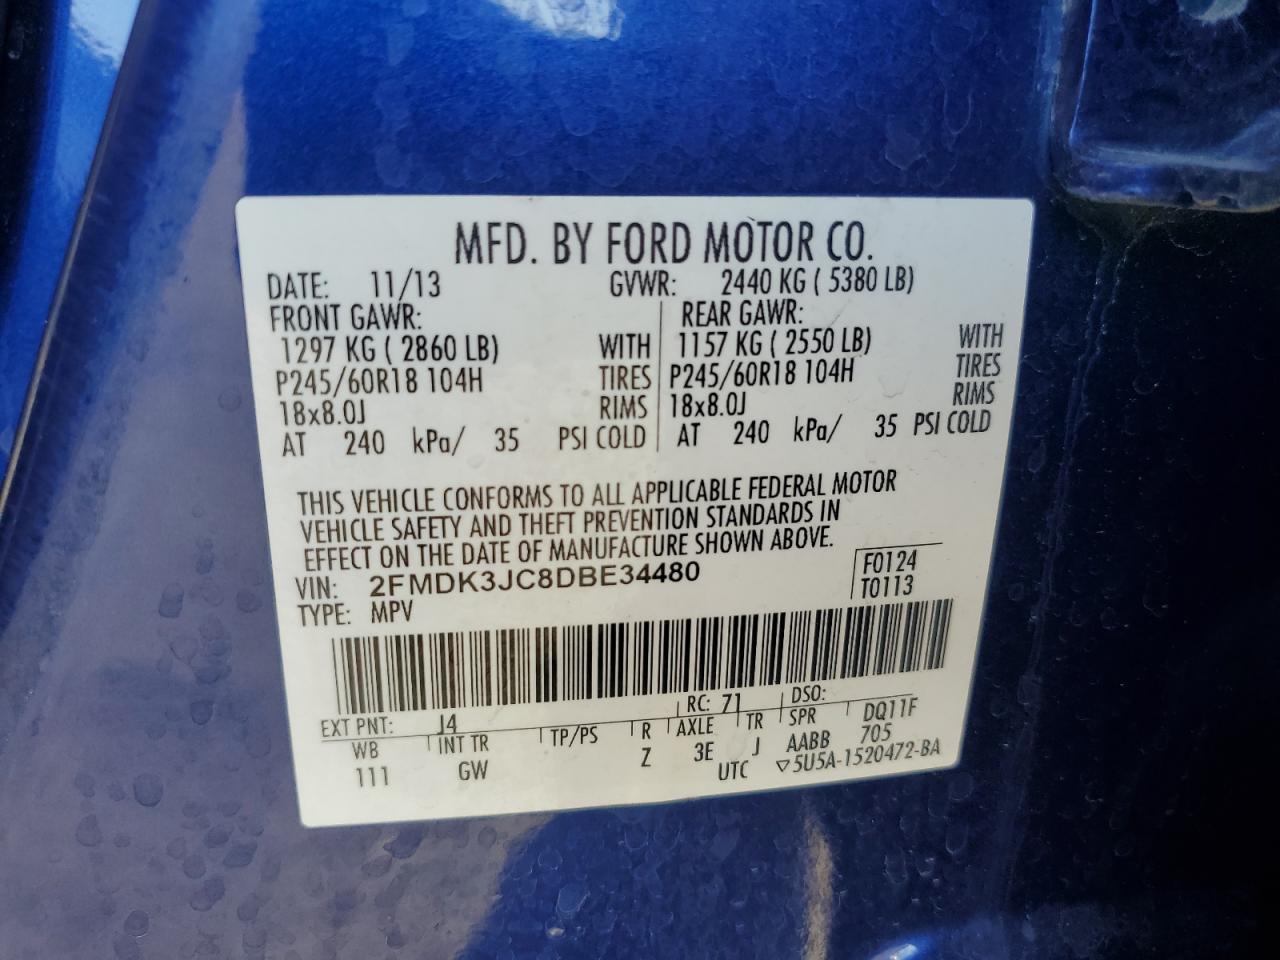 MFD. BY FORD MOTOR CO.
DATE: 11/13 GVWR: 2440 KG ( 5380 LB)
FRONT GAWR: REAR GAWR:
1297 KG ( 2860 LB) WITH 1157 KG ( 2550 LB) WITH
P245/60R18 104H TIRES P245/60R18 104H TIRES
18x8.0J RIMS 18x8.0J RIMS
AT 240 kPa/ 35 PSI COLD AT 240 kPa/ 35 PSI COLD
THIS VEHICLE CONFORMS TO ALL APPLICABLE FEDERAL MOTOR
VEHICLE SAFETY AND THEFT PREVENTION STANDARDS IN
EFFECT ON THE DATE OF MANUFACTURE SHOWN ABOVE.
VIN: 2FMDK3JC8DBE34480 F0124
TYPE: MPV T0113
EXT PNT: J4 RC: 71 DSO:
WB INT TR TP/PS R AXLE TR SPR DQ11F
111 GW Z 3E J AABB 705
UTC ▽5U5A-1520472-BA